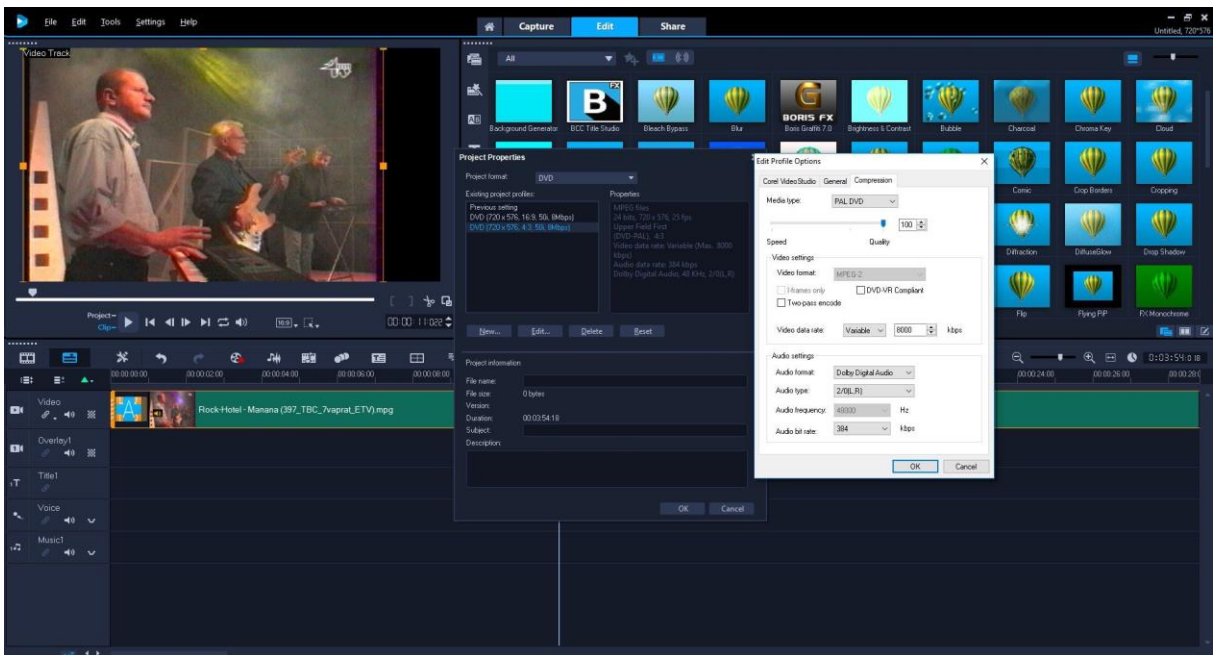 File Edit Tools Settings Help
Capture Edit Share
Untitled, 720*576
Video Track
All
Background Generator BCC Title Studio Bleach Bypass Blur Boris Graffiti 7.0 Brightness & Contrast Bubble Charcoal Chroma Key Cloud
FX
B
G
BORIS FX
Comic Crop Borders Cropping
Diffraction DiffuseGlow Drop Shadow
Flip Flying PiP FX Monochrome
Project Properties
Project format: DVD
Existing project profiles: Properties
Previous setting
DVD (720 x 576, 16:9, 50i, 8Mbps)
DVD (720 x 576, 4:3, 50i, 8Mbps)
MPEG files
24 bits, 720 x 576, 25 fps
Upper Field First
(DVD-PAL), 4:3
Video data rate: Variable (Max. 8000
kbps)
Audio data rate: 384 kbps
Dolby Digital Audio, 48 KHz, 2/0(L,R)
New... Edit... Delete Reset
Project information
File name:
File size: 0 bytes
Version:
Duration: 00:03:54:18
Subject:
Description:
OK Cancel
Edit Profile Options
Corel VideoStudio General Compression
Media type: PAL DVD
100
Speed Quality
Video settings
Video format: MPEG-2
I-frames only DVD-VR Compliant
Two-pass encode
Video data rate: Variable 8000 kbps
Audio settings
Audio format: Dolby Digital Audio
Audio type: 2/0(L,R)
Audio frequency: 48000 Hz
Audio bit rate: 384 kbps
OK Cancel
Project-
Clip-
16:9
00:00:11:022
0:03:54:018
00:00:00:00 00:00:02:00 00:00:04:00 00:00:06:00 00:00:08:00 00:00:24:00 00:00:26:00 00:00:28:0
Video
A
Rock-Hotel - Manana (397_TBC_7vaprat_ETV).mpg
Overlay1
Title1
Voice
Music1